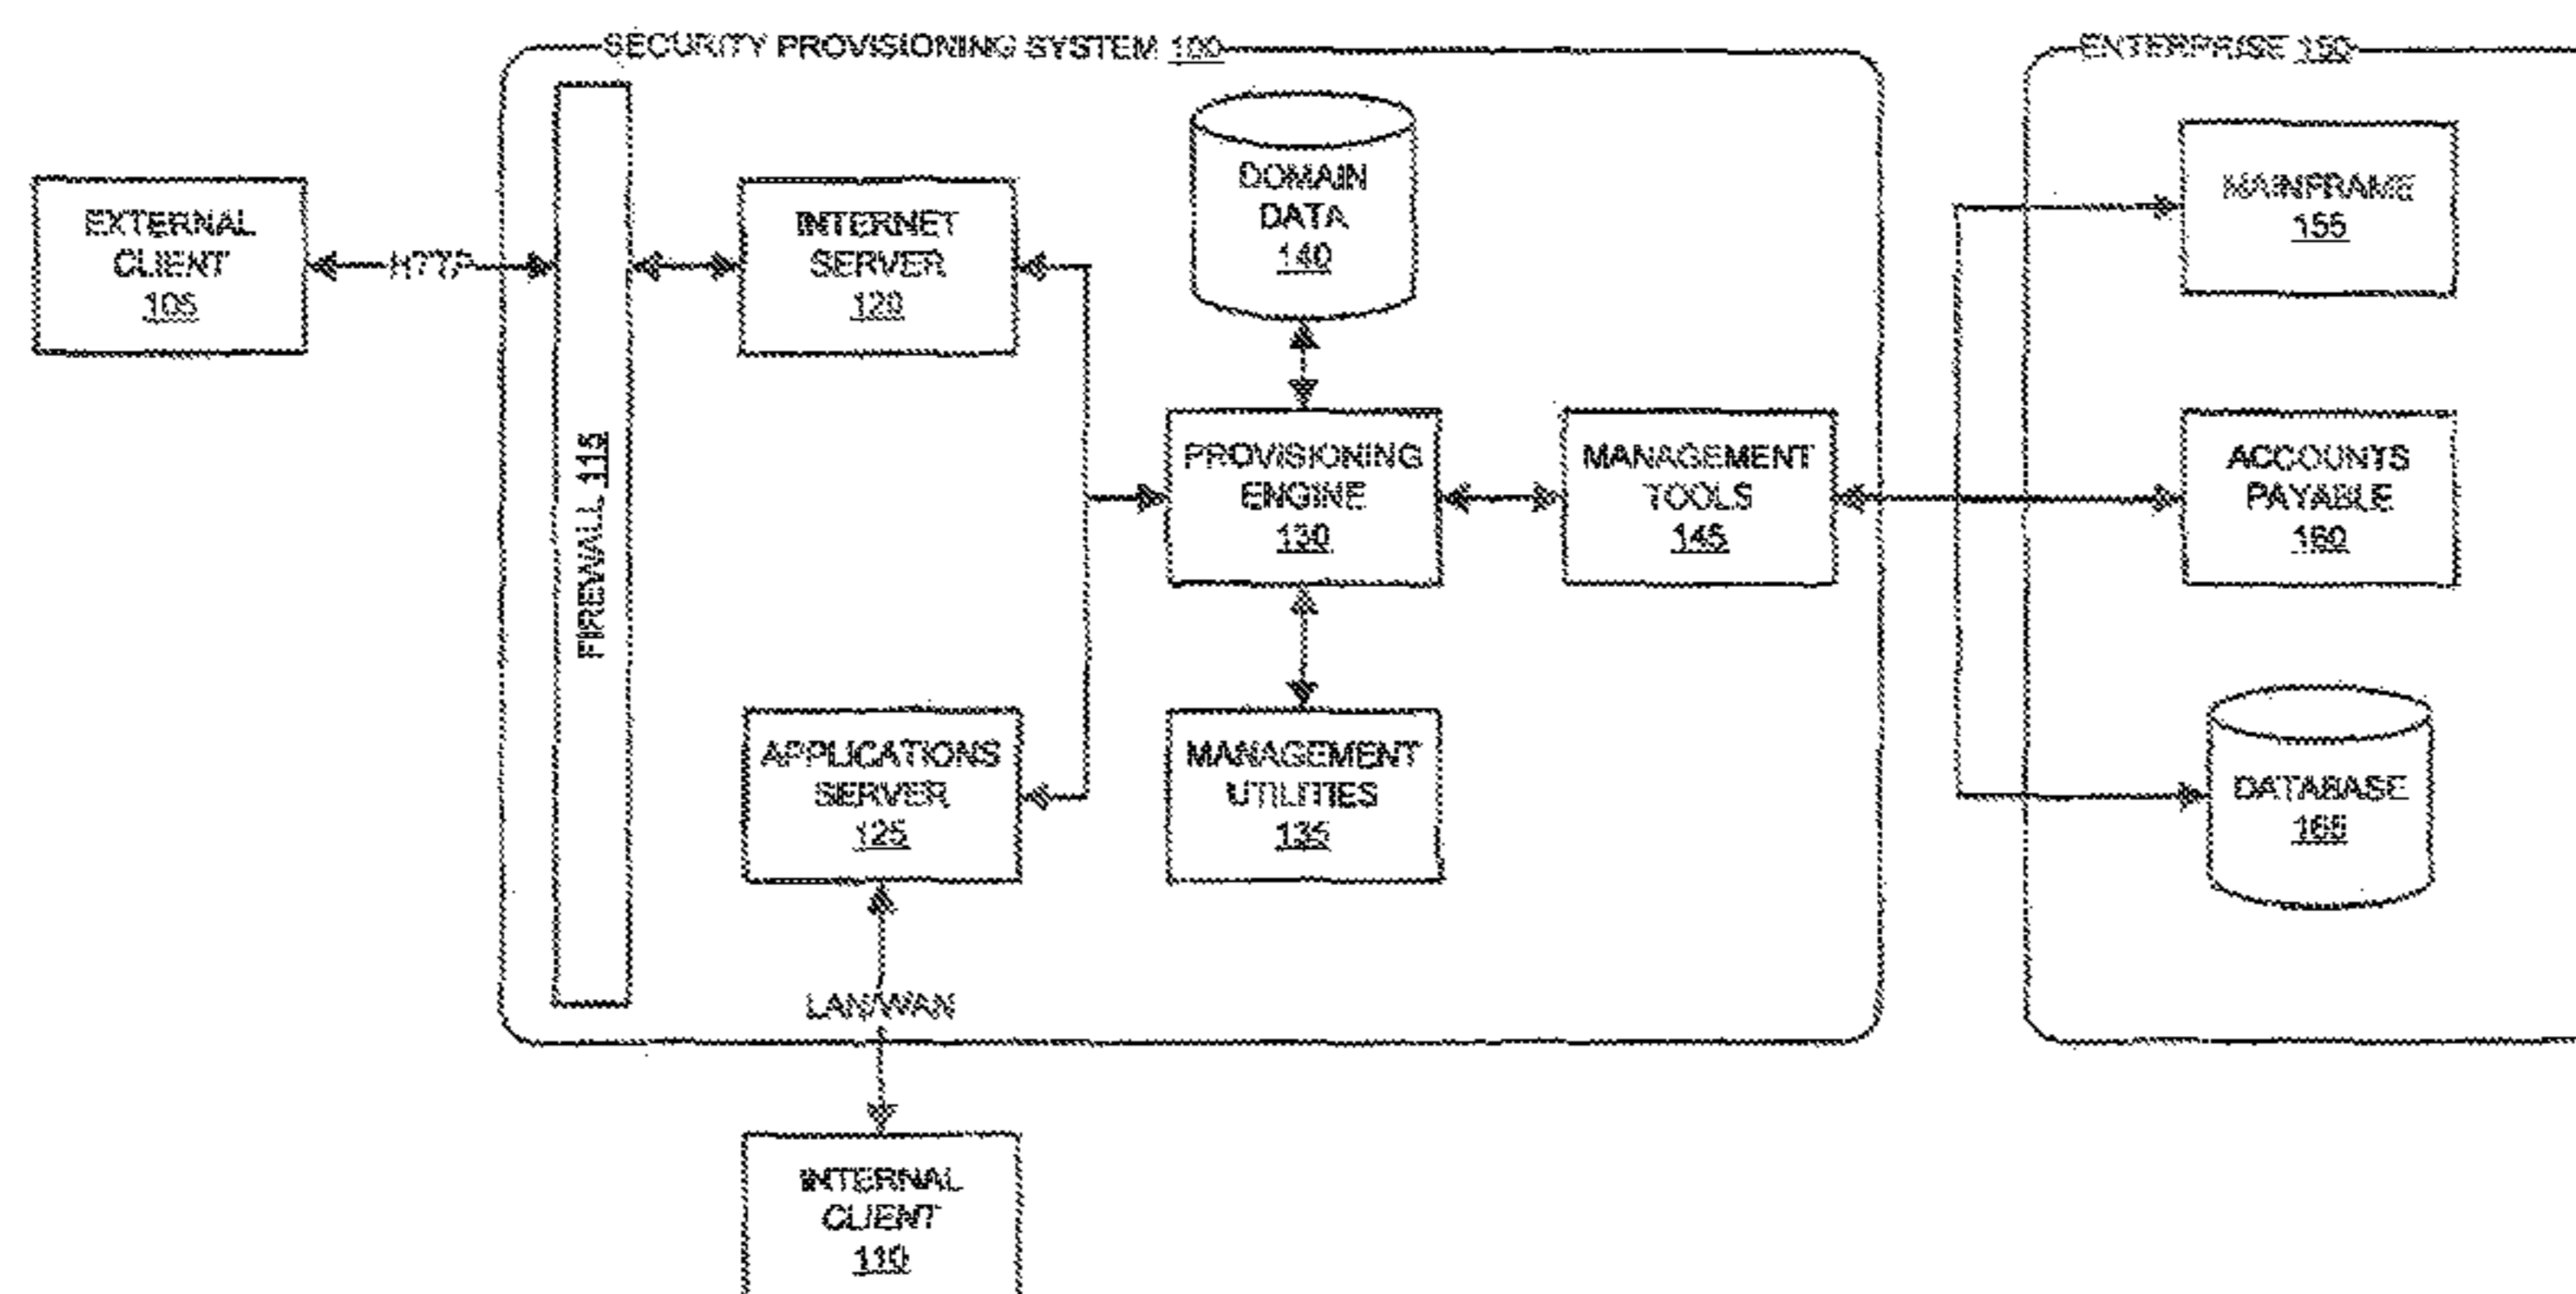 SECURITY PROVISIONING SYSTEM 100
ENTERPRISE 150
EXTERNAL
CLIENT
105
HTTP
FIREWALL 115
INTERNET
SERVER
120
DOMAIN
DATA
140
MAINFRAME
155
PROVISIONING
ENGINE
130
MANAGEMENT
TOOLS
145
ACCOUNTS
PAYABLE
160
APPLICATIONS
SERVER
125
MANAGEMENT
UTILITIES
135
DATABASE
165
LAN/WAN
INTERNAL
CLIENT
110